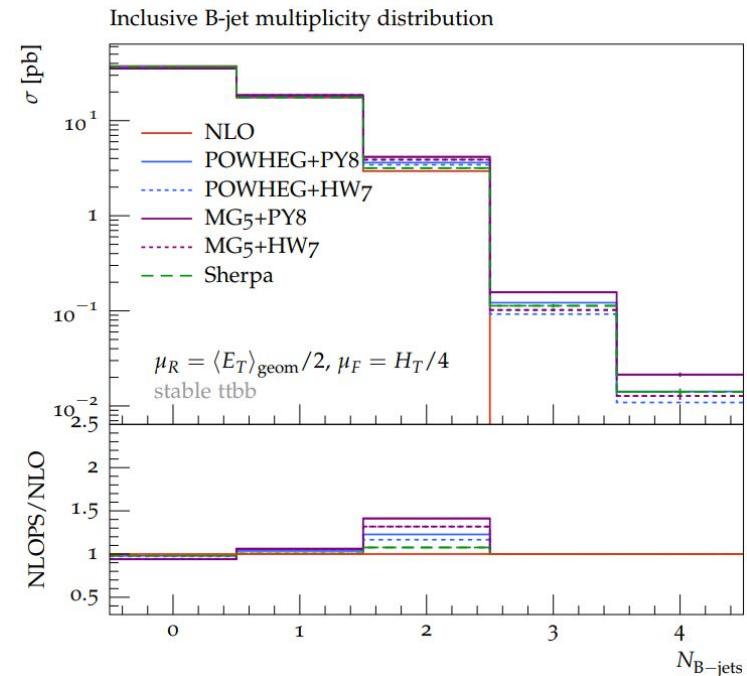 Inclusive B-jet multiplicity distribution
σ [pb]
10¹
1
10⁻¹
10⁻²
NLO
POWHEG+PY8
POWHEG+HW7
MG5+PY8
MG5+HW7
Sherpa
μ_R = ⟨E_T⟩_geom/2, μ_F = H_T/4
stable ttbb
NLOPS/NLO
2.5
2
1.5
1
0.5
0 1 2 3 4
N_B−jets